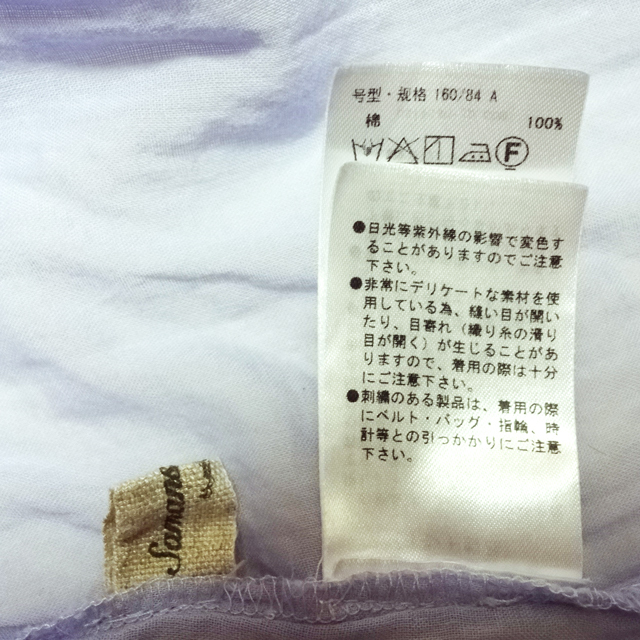 号型・規格 160/84 A
棉 100%
F
●日光等紫外線の影響で変色す
ることがありますのでご注意
下さい。
●非常にデリケートな素材を使
用している為、縫い目が開い
たり、目寄れ（織り糸の滑り
目が開く）が生じることがあ
りますので、着用の際は十分
にご注意下さい。
●刺繍のある製品は、着用の際
にベルト・バッグ・指輪、時
計等との引っかかりにご注意
下さい。
Samans